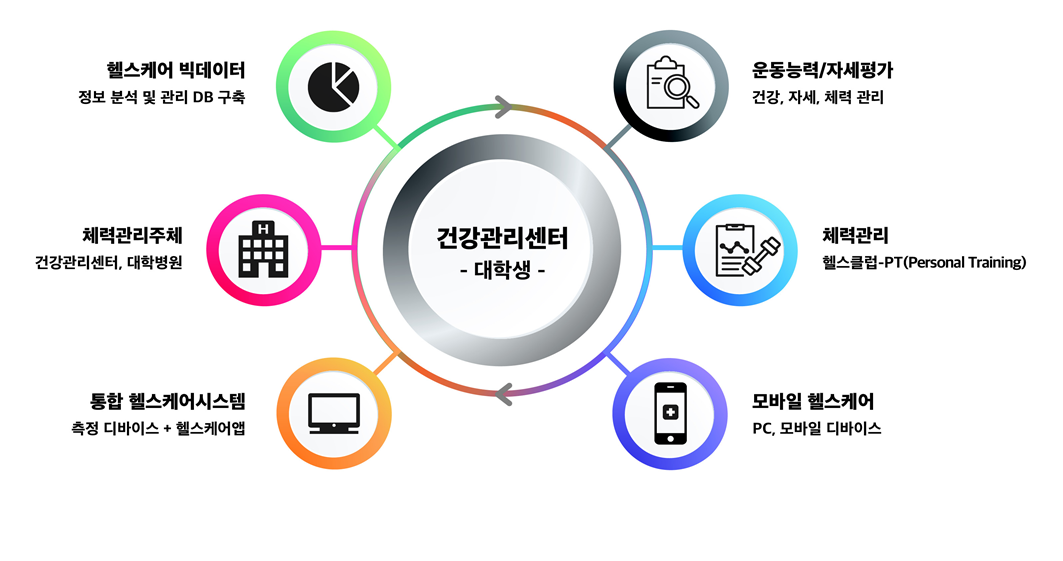 헬스케어 빅데이터
정보 분석 및 관리 DB 구축
운동능력/자세평가
건강, 자세, 체력 관리
체력관리주체
건강관리센터, 대학병원
H
건강관리센터
- 대학생 -
체력관리
헬스클럽-PT(Personal Training)
통합 헬스케어시스템
측정 디바이스 + 헬스케어앱
모바일 헬스케어
PC, 모바일 디바이스